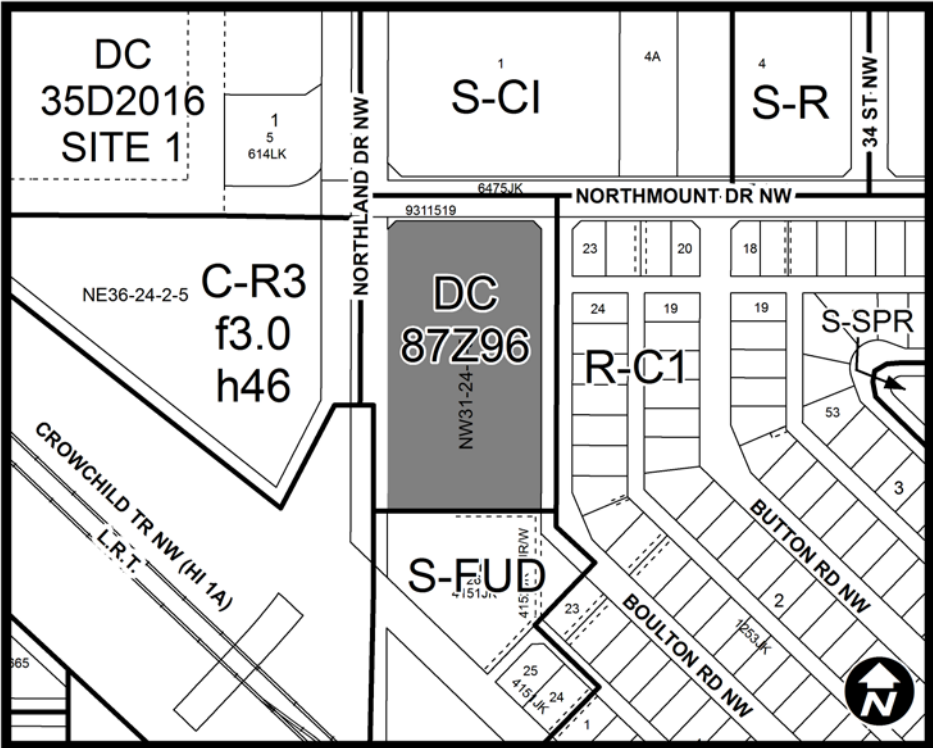 DC
35D2016
SITE 1
1
5
614LK
NORTHLAND DR NW
1
S-CI
4A
4
S-R
34 ST NW
6475JK
NORTHMOUNT DR NW
9311519
NE36-24-2-5
C-R3
f3.0
h46
DC
87Z96
NW31-24-
23
20
18
24
19
19
R-C1
S-SPR
53
3
BUTTON RD NW
2
1253JK
BOULTON RD NW
CROWCHILD TR NW (HI 1A)
L.R.T.
S-FUD
4151JK
R/W
23
25
24
4151JK
1
665
N